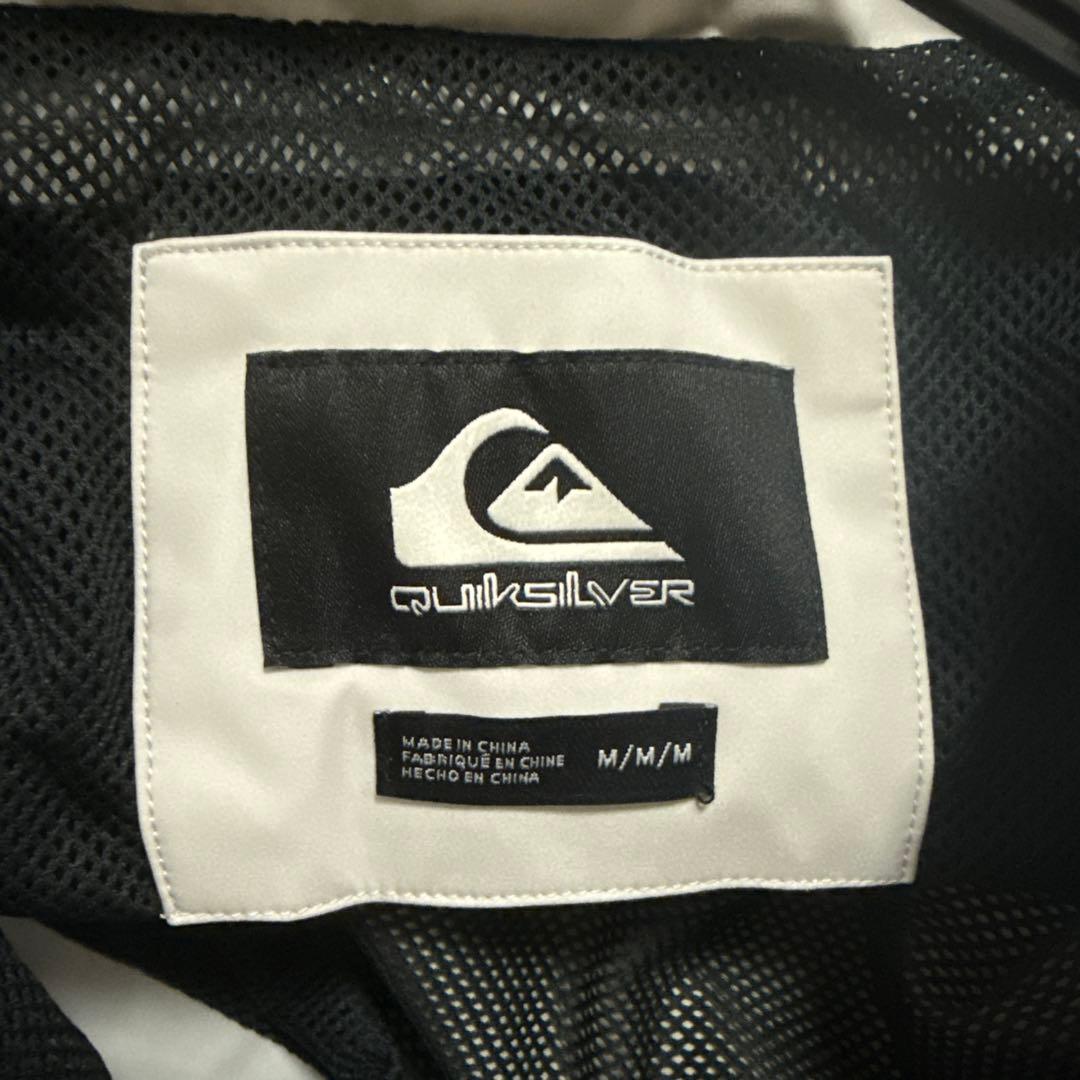 QUIKSILVER
MADE IN CHINA
FABRIQUÉ EN CHINE
HECHO EN CHINA
M/M/M